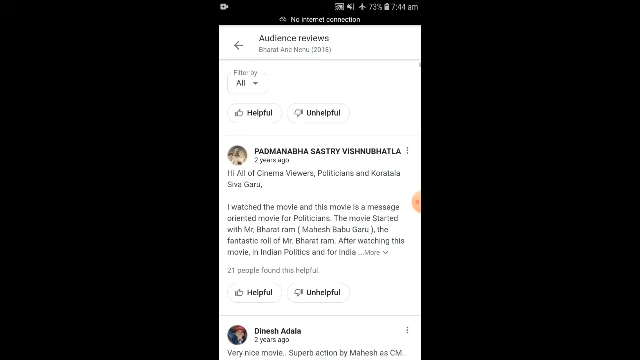 73% 7:44 am
No internet connection
Audience reviews
Bharat Ane Nenu (2018)
Filter by
All
Helpful Unhelpful
PADMANABHA SASTRY VISHNUBHATLA
2 years ago
Hi All of Cinema Viewers, Politicians and Koratala
Siva Garu,
I watched the movie and this movie is a message
oriented movie for Politicians. The movie Started
with Mr, Bharat ram ( Mahesh Babu Garu ), the
fantastic roll of Mr. Bharat ram. After watching this
movie, in Indian Politics and for India ...More
21 people found this helpful.
Helpful Unhelpful
Dinesh Adala
2 years ago
Very nice movie.. Superb action by Mahesh as CM..